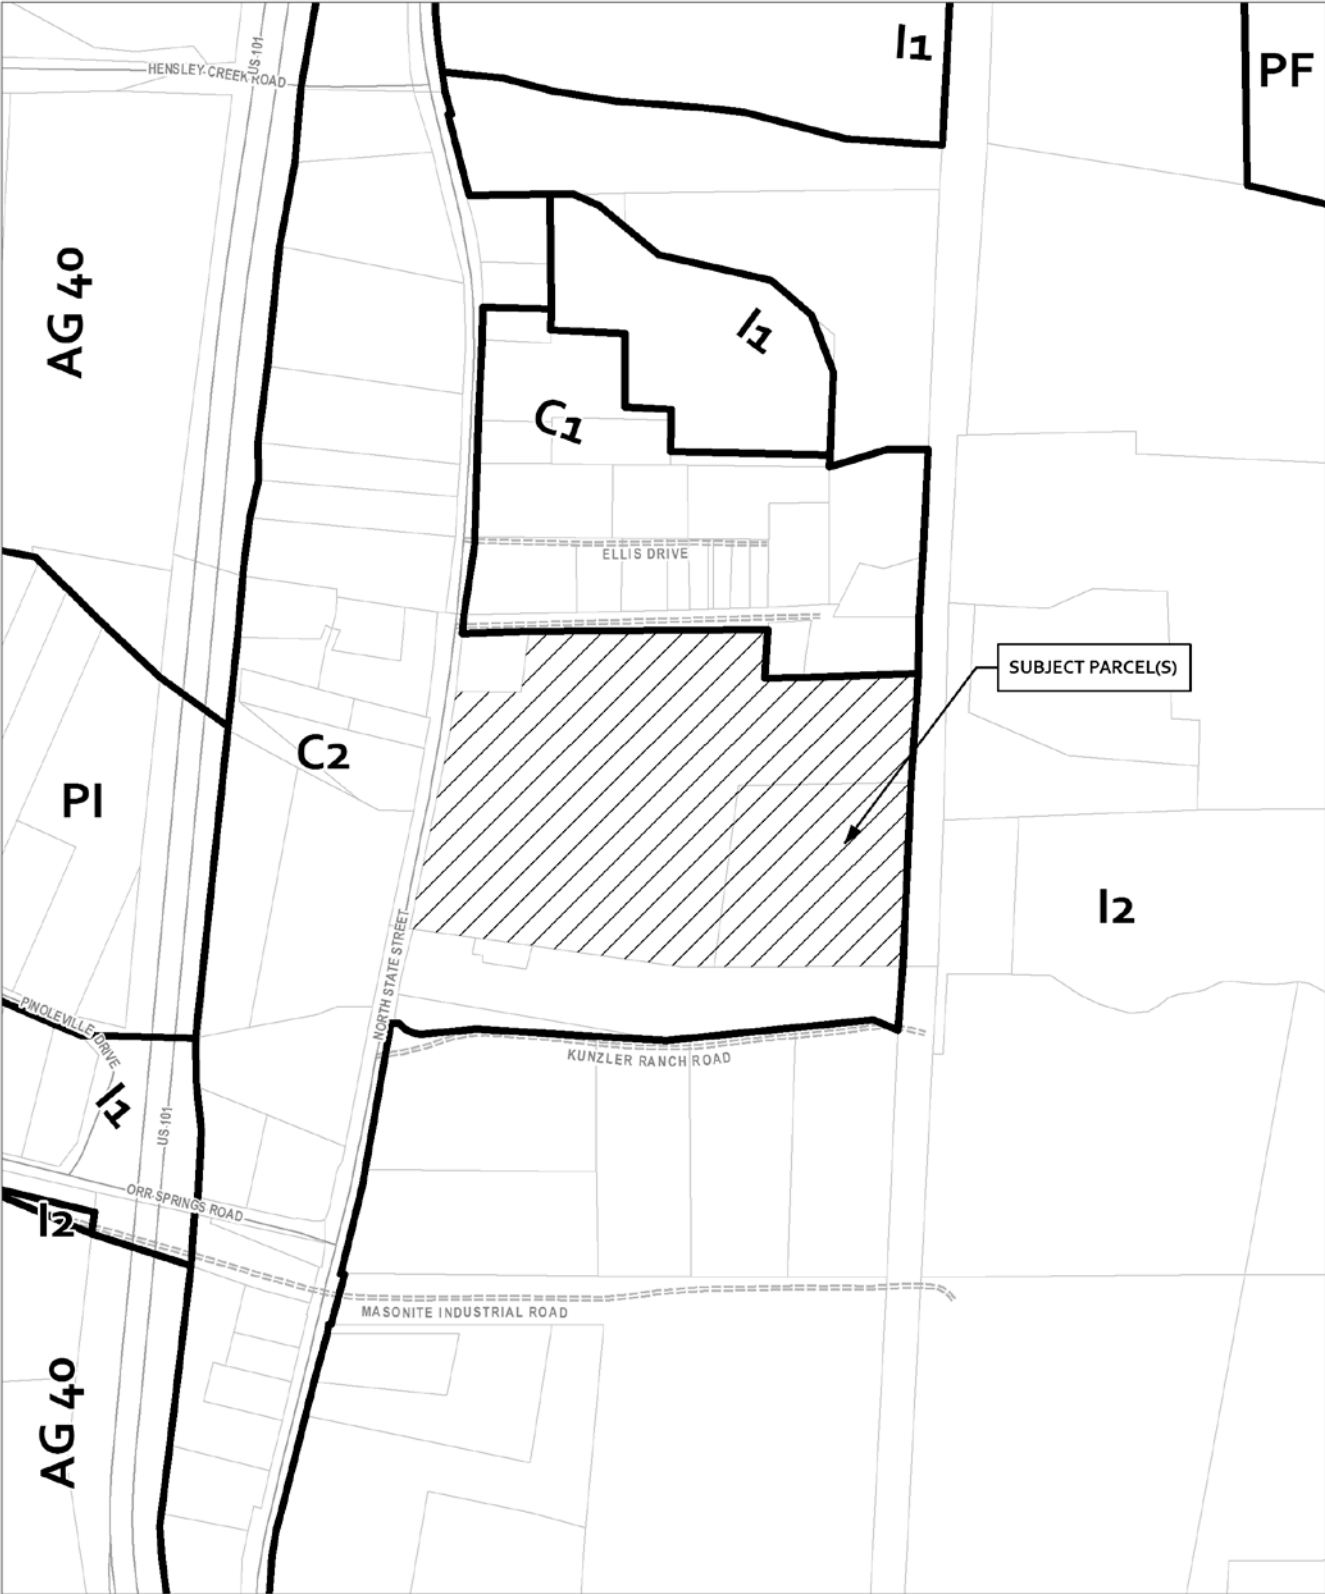 I1
PF
US 101
HENSLEY CREEK ROAD
AG 40
I1
C1
ELLIS DRIVE
SUBJECT PARCEL(S)
C2
PI
I2
NORTH STATE STREET
PINOLEVILLE DRIVE
KUNZLER RANCH ROAD
I1
US 101
ORR SPRINGS ROAD
I2
MASONITE INDUSTRIAL ROAD
AG 40